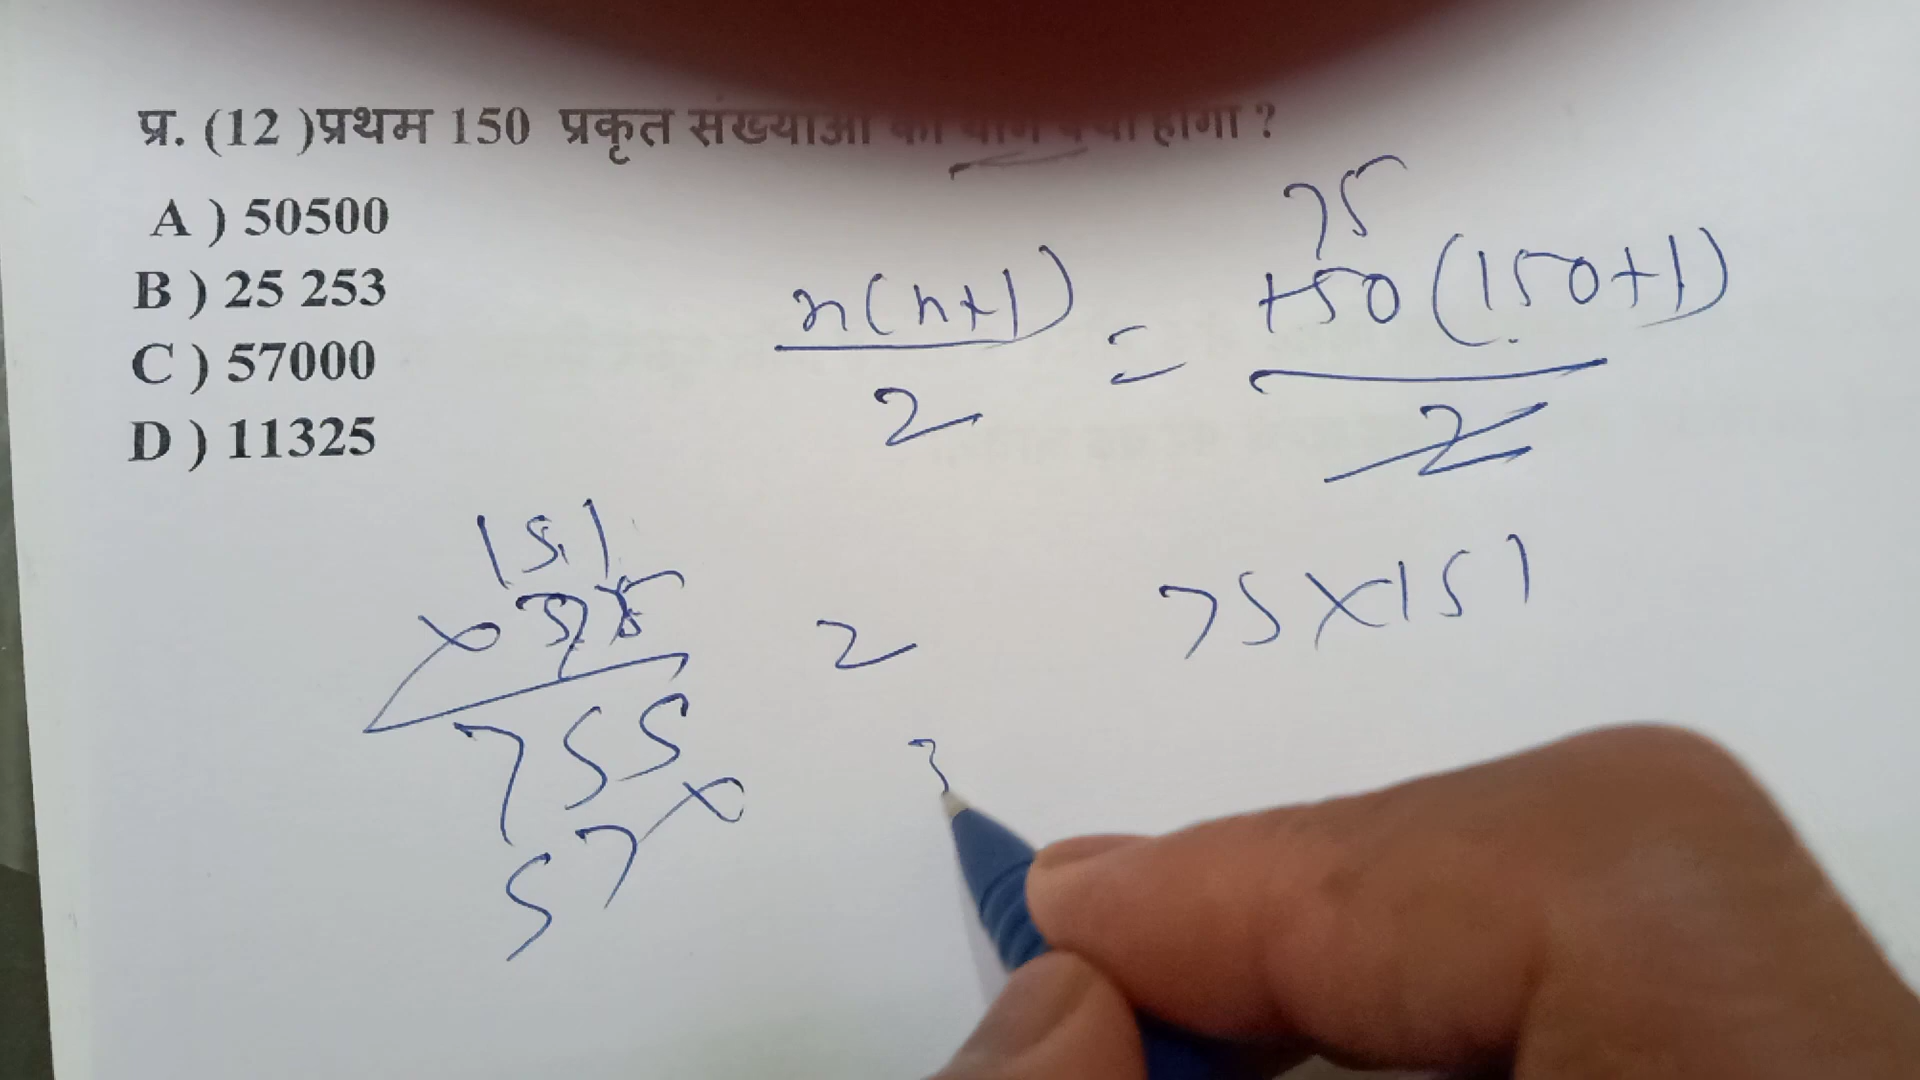 प्र. (12 )प्रथम 150 प्रकृत संख्याओ का योग क्या होगा ?
A ) 50500
B ) 25 253
C ) 57000
D ) 11325
75
n(n+1) = 150(150+1)
2 2
151
× 75
755
57×
= 75×151